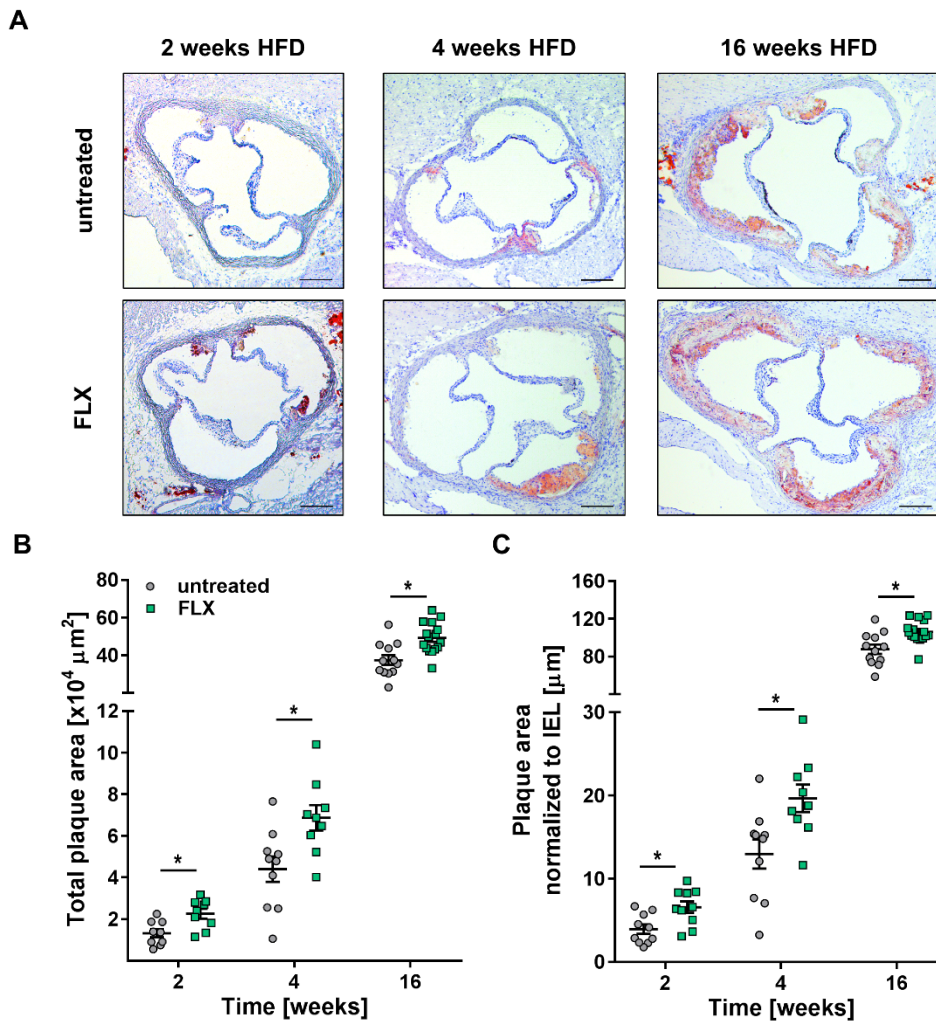 A
2 weeks HFD 4 weeks HFD 16 weeks HFD
untreated
FLX
B
untreated
FLX
Total plaque area [x10⁴ μm²]
80
60
40
8
10
6
4
2
*
*
*
2 4 16
Time [weeks]
C
Plaque area
normalized to IEL [μm]
160
120
80
30
20
10
0
*
*
*
2 4 16
Time [weeks]